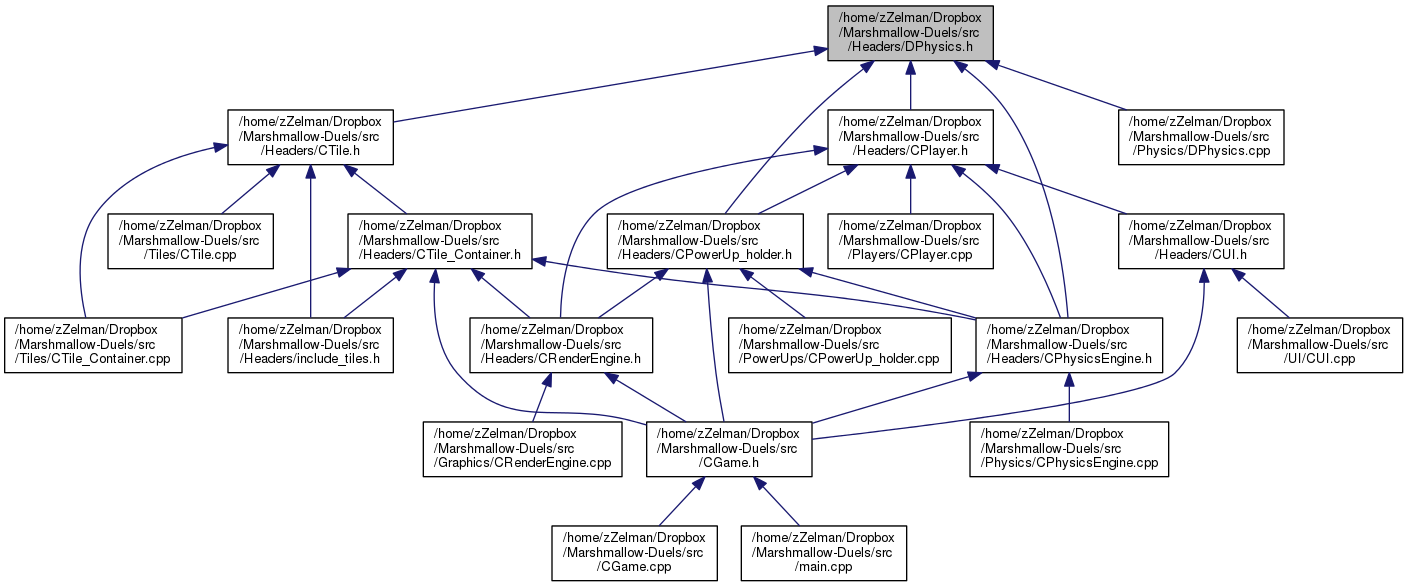 /home/zZelman/Dropbox
/Marshmallow-Duels/src
/Headers/DPhysics.h
/home/zZelman/Dropbox
/Marshmallow-Duels/src
/Headers/CTile.h
/home/zZelman/Dropbox
/Marshmallow-Duels/src
/Headers/CPlayer.h
/home/zZelman/Dropbox
/Marshmallow-Duels/src
/Physics/DPhysics.cpp
/home/zZelman/Dropbox
/Marshmallow-Duels/src
/Tiles/CTile.cpp
/home/zZelman/Dropbox
/Marshmallow-Duels/src
/Headers/CTile_Container.h
/home/zZelman/Dropbox
/Marshmallow-Duels/src
/Headers/CPowerUp_holder.h
/home/zZelman/Dropbox
/Marshmallow-Duels/src
/Players/CPlayer.cpp
/home/zZelman/Dropbox
/Marshmallow-Duels/src
/Headers/CUI.h
/home/zZelman/Dropbox
/Marshmallow-Duels/src
/Tiles/CTile_Container.cpp
/home/zZelman/Dropbox
/Marshmallow-Duels/src
/Headers/include_tiles.h
/home/zZelman/Dropbox
/Marshmallow-Duels/src
/Headers/CRenderEngine.h
/home/zZelman/Dropbox
/Marshmallow-Duels/src
/PowerUps/CPowerUp_holder.cpp
/home/zZelman/Dropbox
/Marshmallow-Duels/src
/Headers/CPhysicsEngine.h
/home/zZelman/Dropbox
/Marshmallow-Duels/src
/UI/CUI.cpp
/home/zZelman/Dropbox
/Marshmallow-Duels/src
/Graphics/CRenderEngine.cpp
/home/zZelman/Dropbox
/Marshmallow-Duels/src
/CGame.h
/home/zZelman/Dropbox
/Marshmallow-Duels/src
/Physics/CPhysicsEngine.cpp
/home/zZelman/Dropbox
/Marshmallow-Duels/src
/CGame.cpp
/home/zZelman/Dropbox
/Marshmallow-Duels/src
/main.cpp